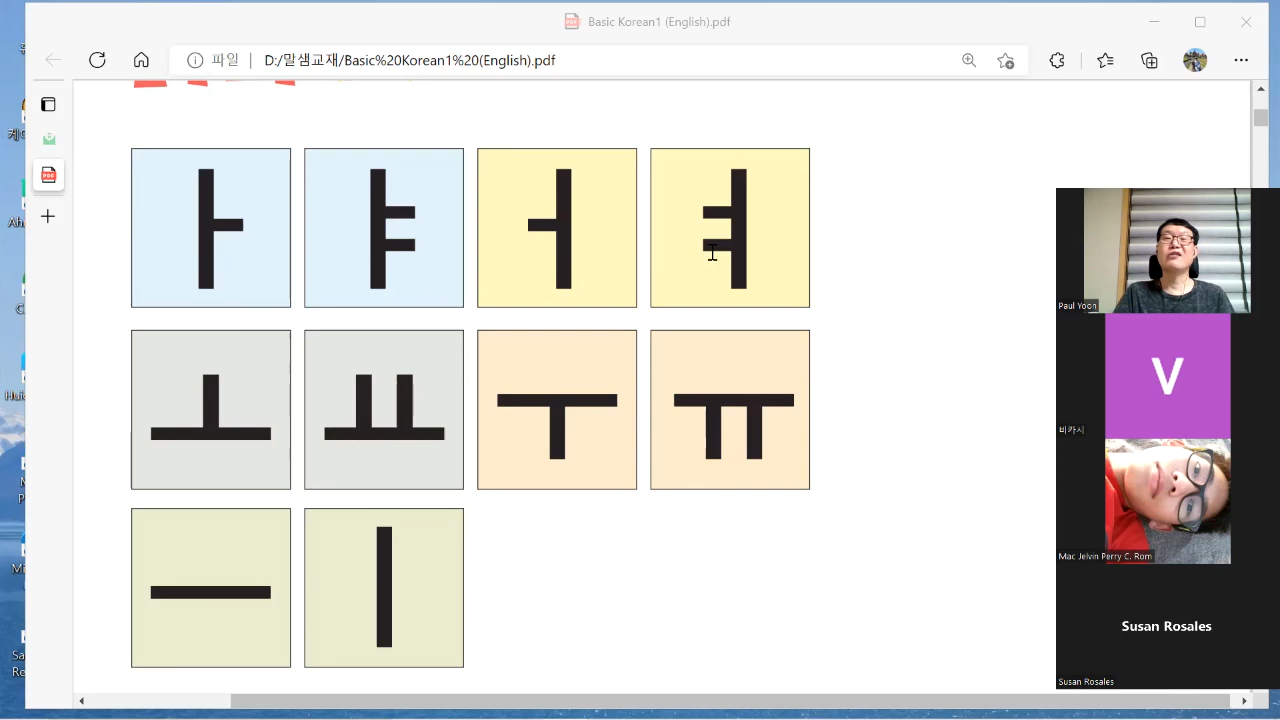 Basic Korean1 (English).pdf
파일 D:/말샘교재/Basic%20Korean1%20(English).pdf
ㅏ ㅑ ㅓ ㅕ
ㅗ ㅛ ㅜ ㅠ
ㅡ ㅣ
Paul Yoon
V
비카시
Mac Jelvin Perry C. Rom
Susan Rosales
Susan Rosales
PDF